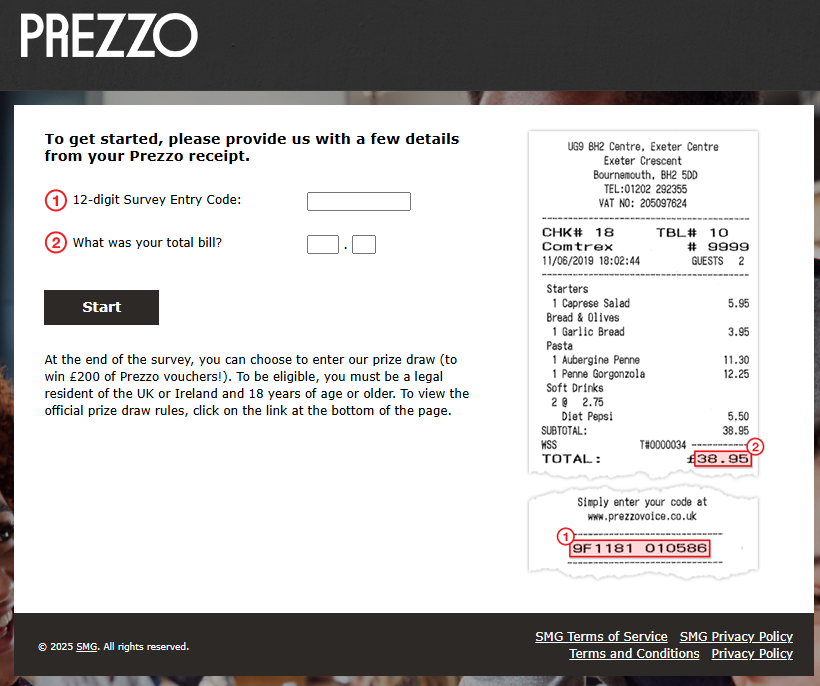 PREZZO
To get started, please provide us with a few details
from your Prezzo receipt.
1 12-digit Survey Entry Code:
2 What was your total bill?
.
Start
At the end of the survey, you can choose to enter our prize draw (to
win £200 of Prezzo vouchers!). To be eligible, you must be a legal
resident of the UK or Ireland and 18 years of age or older. To view the
official prize draw rules, click on the link at the bottom of the page.
UG9 BH2 Centre, Exeter Centre
Exeter Crescent
Bournemouth, BH2 5DD
TEL:01202 292355
VAT NO: 205097624
CHK# 18 TBL# 10
Comtrex # 9999
11/06/2019 18:02:44 GUESTS 2
Starters
1 Caprese Salad 5.95
Bread & Olives
1 Garlic Bread 3.95
Pasta
1 Aubergine Penne 11.30
1 Penne Gorgonzola 12.25
Soft Drinks
2 @ 2.75
Diet Pepsi 5.50
SUBTOTAL: 38.95
WSS T#0000034
2
TOTAL: £38.95
Simply enter your code at
www.prezzovoice.co.uk
1
9F1181 010586
© 2025 SMG. All rights reserved.
SMG Terms of Service SMG Privacy Policy
Terms and Conditions Privacy Policy